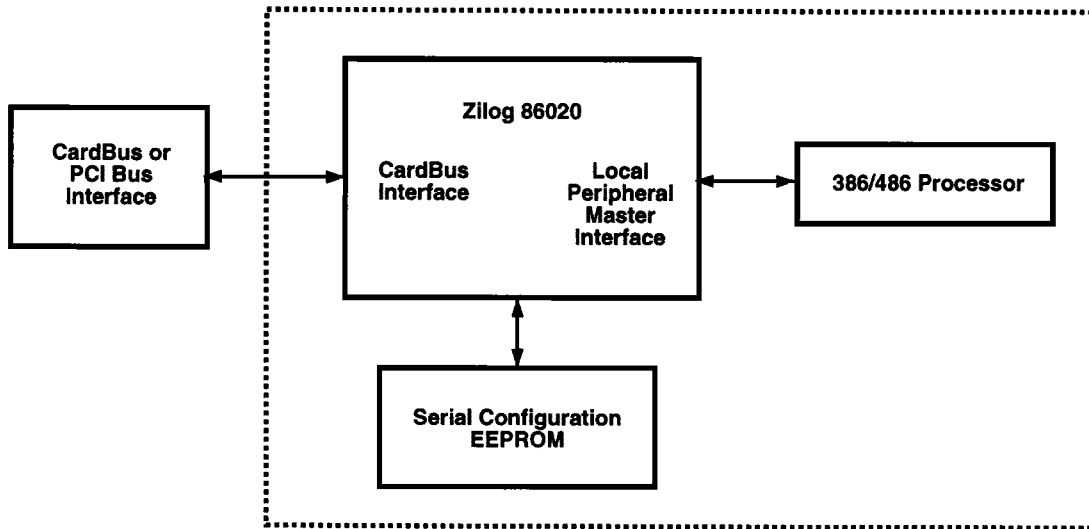 Zilog 86020
CardBus or
PCI Bus
Interface
CardBus
Interface
Local
Peripheral
Master
Interface
386/486 Processor
Serial Configuration
EEPROM